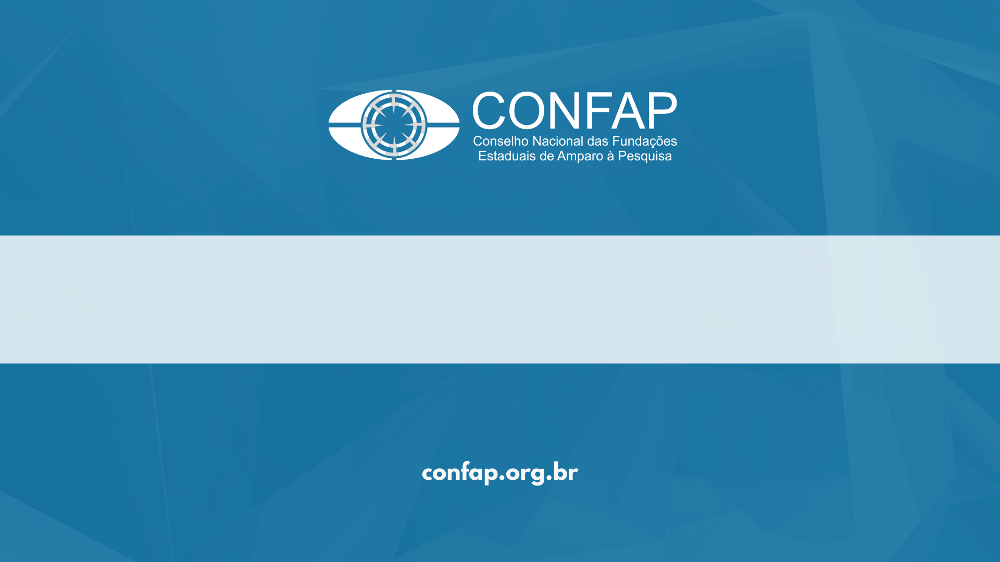 CONFAP
Conselho Nacional das Fundações
Estaduais de Amparo à Pesquisa
confap.org.br